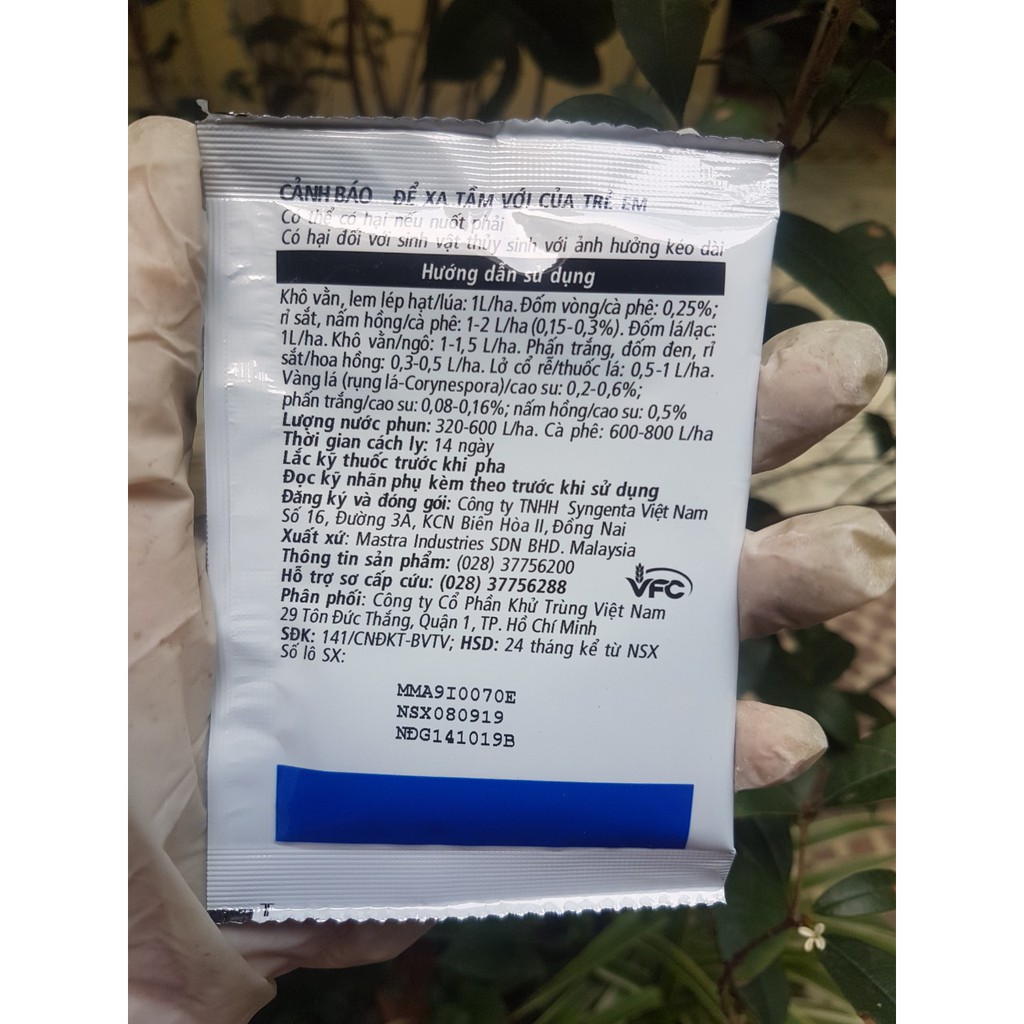 CẢNH BÁO ĐỂ XA TẦM VỚI CỦA TRẺ EM
Có thể có hại nếu nuốt phải
Có hại đối với sinh vật thủy sinh với ảnh hưởng kéo dài
Hướng dẫn sử dụng
Khô vằn, lem lép hạt/lúa: 1L/ha. Đốm vòng/cà phê: 0,25%;
rỉ sắt, nấm hồng/cà phê: 1-2 L/ha (0,15-0,3%). Đốm lá/lạc:
1L/ha. Khô vằn/ngô: 1-1,5 L/ha. Phấn trắng, đốm đen, rỉ
sắt/hoa hồng: 0,3-0,5 L/ha. Lở cổ rễ/thuốc lá: 0,5-1 L/ha.
Vàng lá (rụng lá-Corynespora)/cao su: 0,2-0,6%;
phấn trắng/cao su: 0,08-0,16%; nấm hồng/cao su: 0,5%
Lượng nước phun: 320-600 L/ha. Cà phê: 600-800 L/ha
Thời gian cách ly: 14 ngày
Lắc kỹ thuốc trước khi pha
Đọc kỹ nhãn phụ kèm theo trước khi sử dụng
Đăng ký và đóng gói: Công ty TNHH Syngenta Việt Nam
Số 16, Đường 3A, KCN Biên Hòa II, Đồng Nai
Xuất xứ: Mastra Industries SDN BHD. Malaysia
Thông tin sản phẩm: (028) 37756200
Hỗ trợ sơ cấp cứu: (028) 37756288
VFC
Phân phối: Công ty Cổ Phần Khử Trùng Việt Nam
29 Tôn Đức Thắng, Quận 1, TP. Hồ Chí Minh
SĐK: 141/CNĐKT-BVTV; HSD: 24 tháng kể từ NSX
Số lô SX:
MMA9I0070E
NSX080919
NĐG141019B